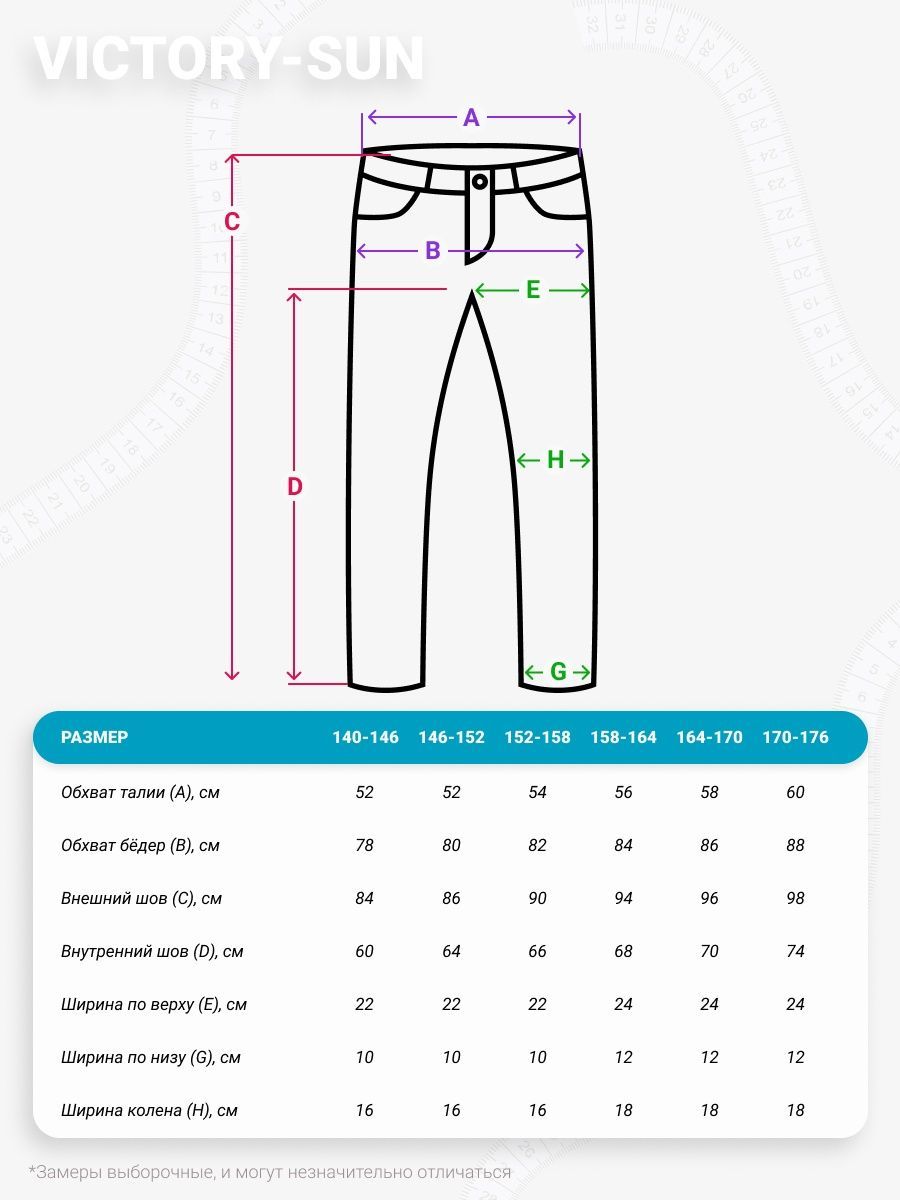 VICTORY-SUN
A
C
B
E
H
D
G
РАЗМЕР 140-146 146-152 152-158 158-164 164-170 170-176
Обхват талии (A), см 52 52 54 56 58 60
Обхват бёдер (B), см 78 80 82 84 86 88
Внешний шов (C), см 84 86 90 94 96 98
Внутренний шов (D), см 60 64 66 68 70 74
Ширина по верху (E), см 22 22 22 24 24 24
Ширина по низу (G), см 10 10 10 12 12 12
Ширина колена (H), см 16 16 16 18 18 18
*Замеры выборочные, и могут незначительно отличаться